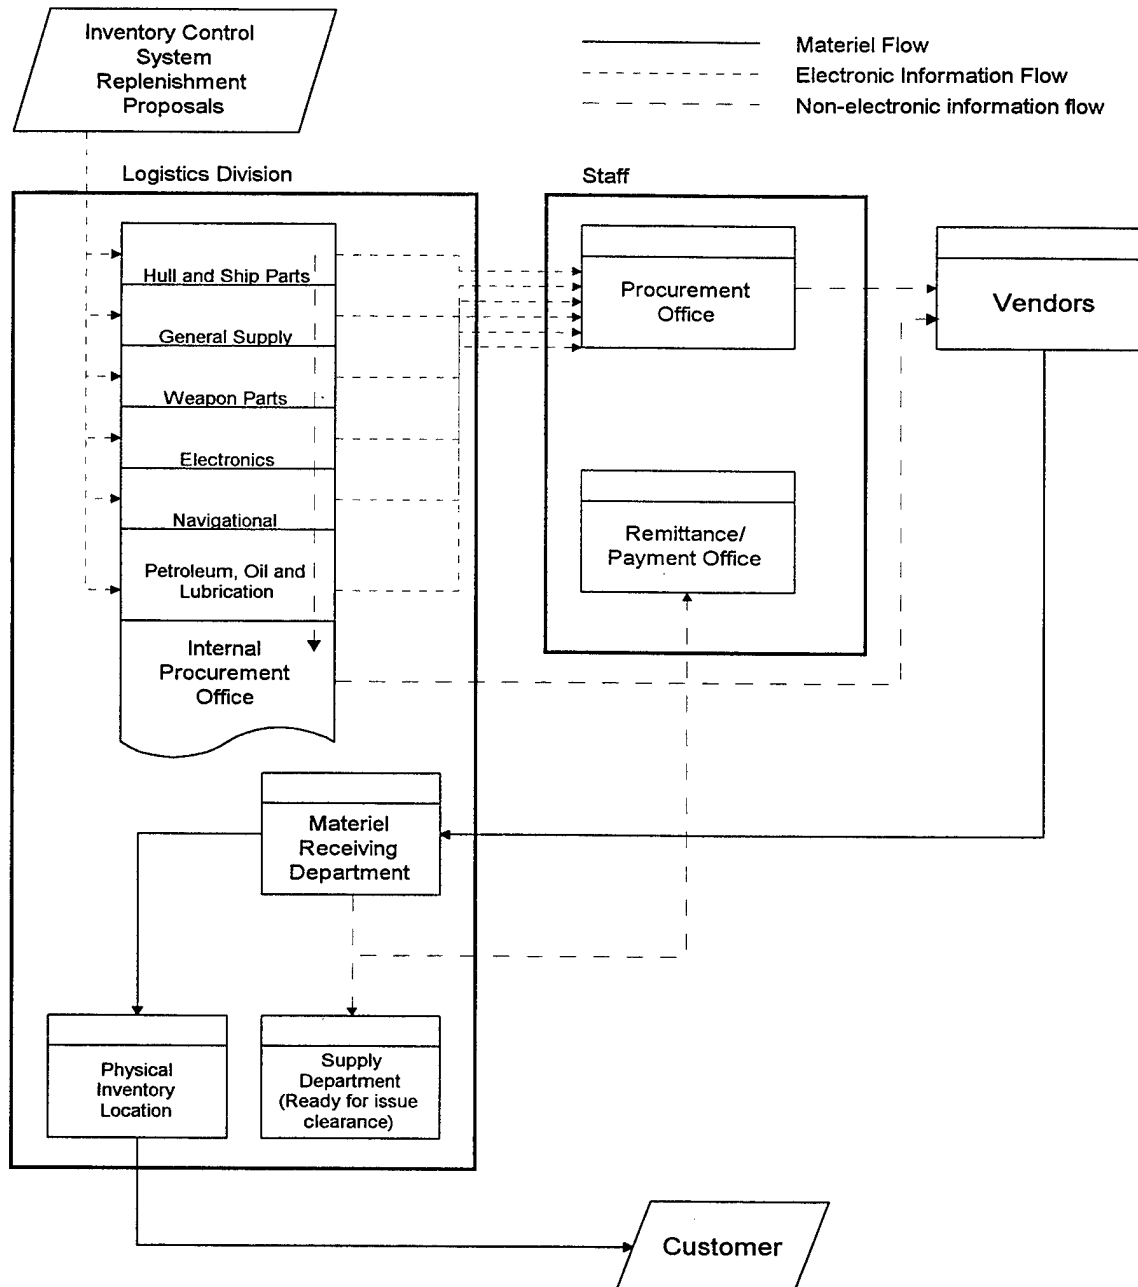 Inventory Control
System
Replenishment
Proposals
Materiel Flow
Electronic Information Flow
Non-electronic information flow
Logistics Division
Staff
Hull and Ship Parts
General Supply
Weapon Parts
Electronics
Navigational
Petroleum, Oil and
Lubrication
Internal
Procurement
Office
Procurement
Office
Vendors
Remittance/
Payment Office
Materiel
Receiving
Department
Physical
Inventory
Location
Supply
Department
(Ready for issue
clearance)
Customer